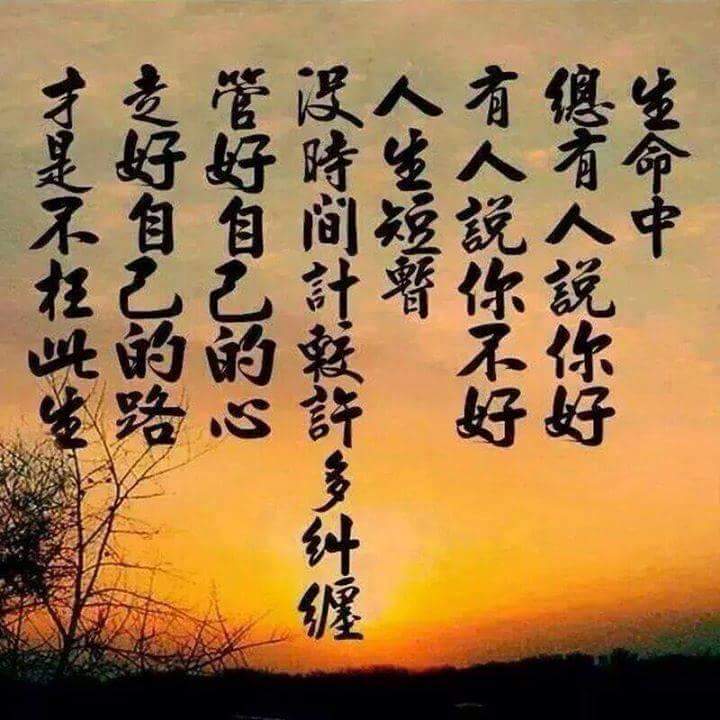 生命中
總有人說你好
有人說你不好
人生短暫
沒時間計較許多糾纏
管好自己的心
走好自己的路
才是不枉此生